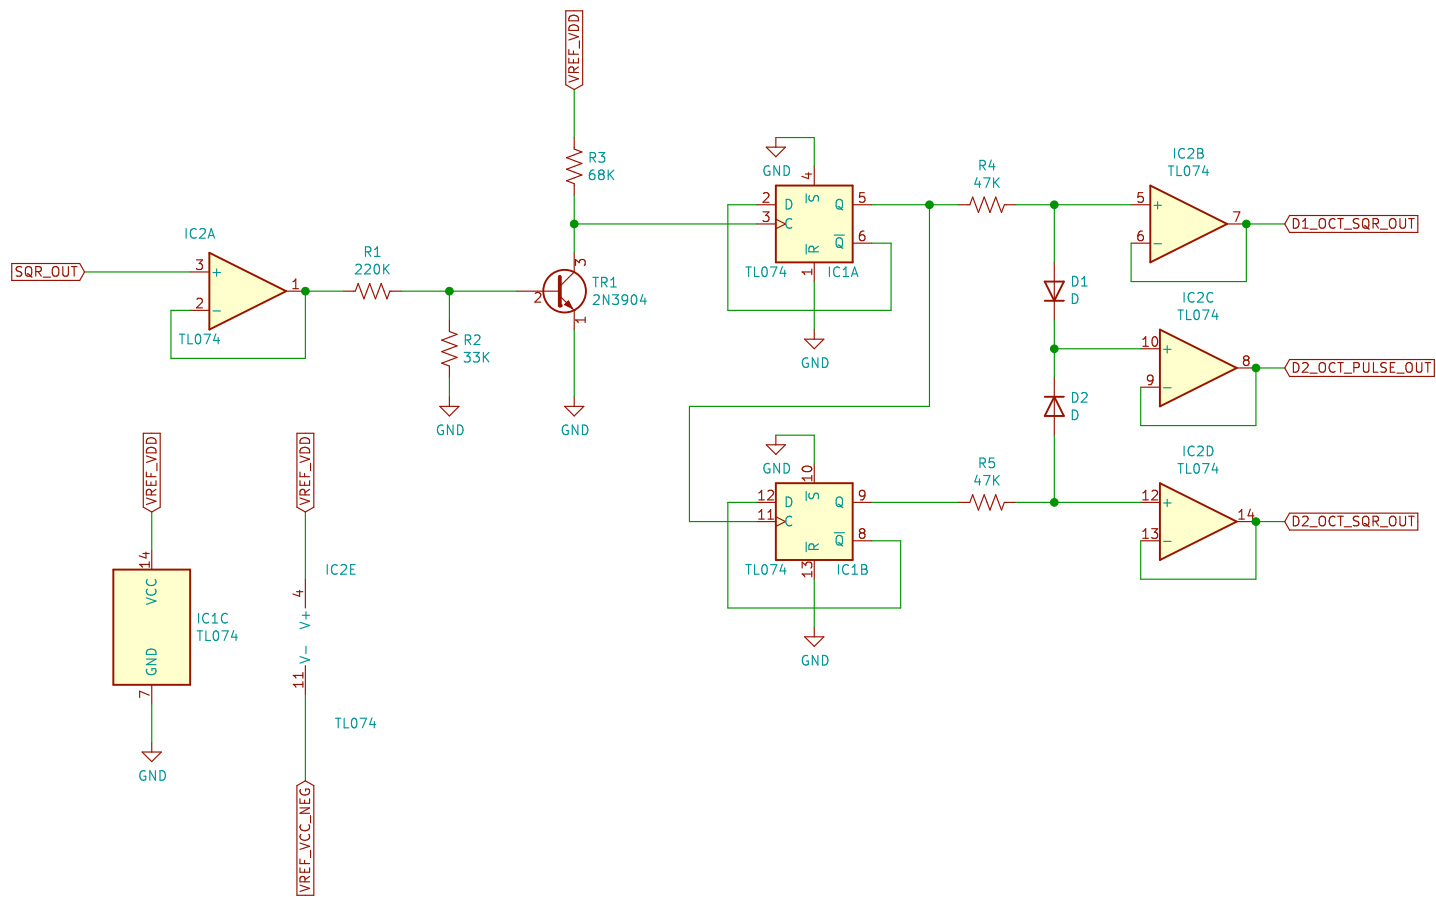 VREF_VDD
R3
68K
GND
4
S
2
D
Q
5
3
C
R
Q
6
TL074
1
IC1A
GND
R4
47K
IC2B
TL074
5
+
6
−
7
D1_OCT_SQR_OUT
IC2A
SQR_OUT
3
+
2
−
1
TL074
R1
220K
R2
33K
GND
3
2
1
TR1
2N3904
GND
D1
D
IC2C
TL074
10
+
9
−
8
D2_OCT_PULSE_OUT
D2
D
GND
10
S
12
D
Q
9
11
C
R
Q
8
TL074
13
IC1B
GND
R5
47K
IC2D
TL074
12
+
13
−
14
D2_OCT_SQR_OUT
VREF_VDD
14
VCC
GND
7
IC1C
TL074
GND
VREF_VDD
IC2E
4
V+
V−
11
TL074
VREF_VCC_NEG